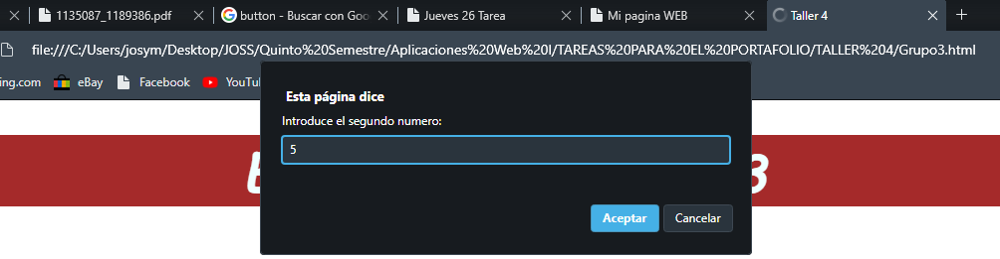 1135087_1189386.pdf
button - Buscar con Goo
Jueves 26 Tarea
Mi pagina WEB
Taller 4
file:///C:/Users/josym/Desktop/JOSS/Quinto%20Semestre/Aplicaciones%20Web%20I/TAREAS%20PARA%20EL%20PORTAFOLIO/TALLER%204/Grupo3.html
ing.com
eBay
Facebook
YouTu
Esta página dice
Introduce el segundo numero:
5
3
Aceptar
Cancelar